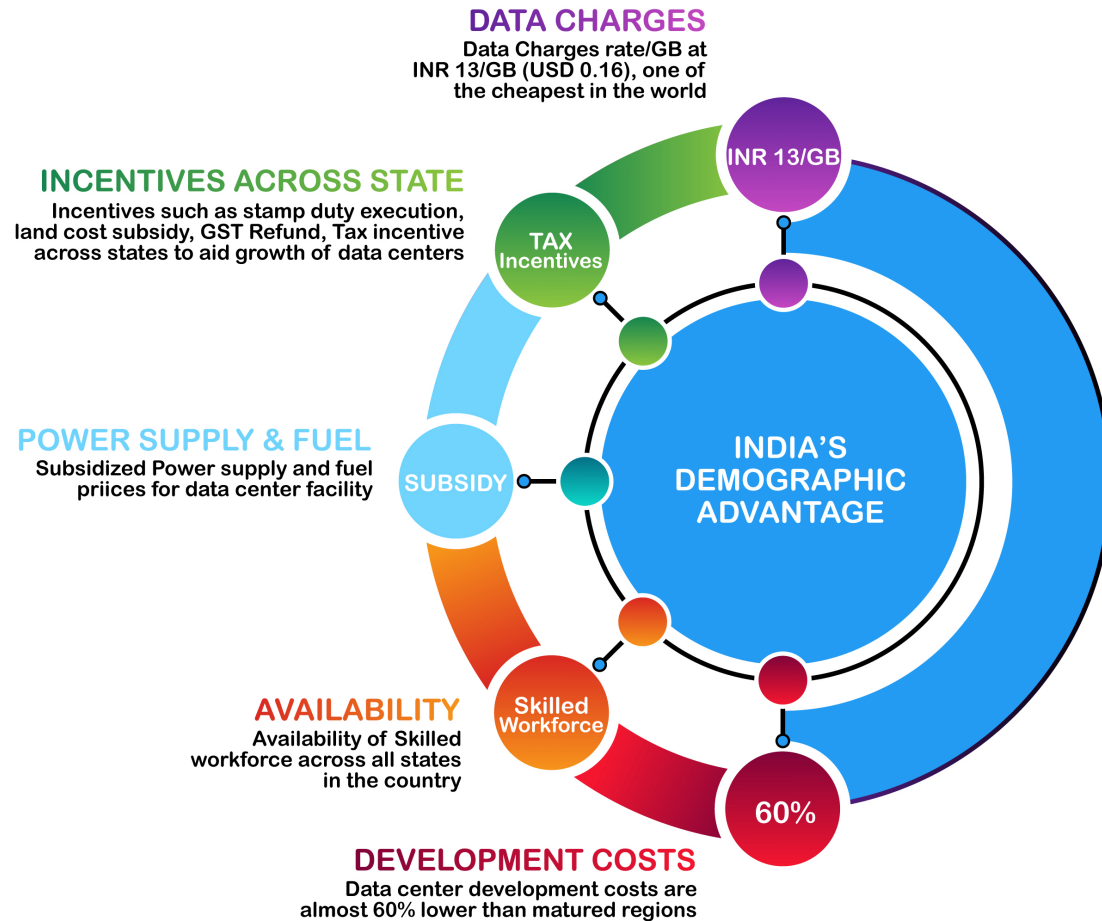 DATA CHARGES
Data Charges rate/GB at
INR 13/GB (USD 0.16), one of
the cheapest in the world
INR 13/GB
INCENTIVES ACROSS STATE
Incentives such as stamp duty execution,
land cost subsidy, GST Refund, Tax incentive
across states to aid growth of data centers
TAX
Incentives
POWER SUPPLY & FUEL
Subsidized Power supply and fuel
priices for data center facility
SUBSIDY
INDIA’S
DEMOGRAPHIC
ADVANTAGE
AVAILABILITY
Availability of Skilled
workforce across all states
in the country
Skilled
Workforce
DEVELOPMENT COSTS
Data center development costs are
almost 60% lower than matured regions
60%